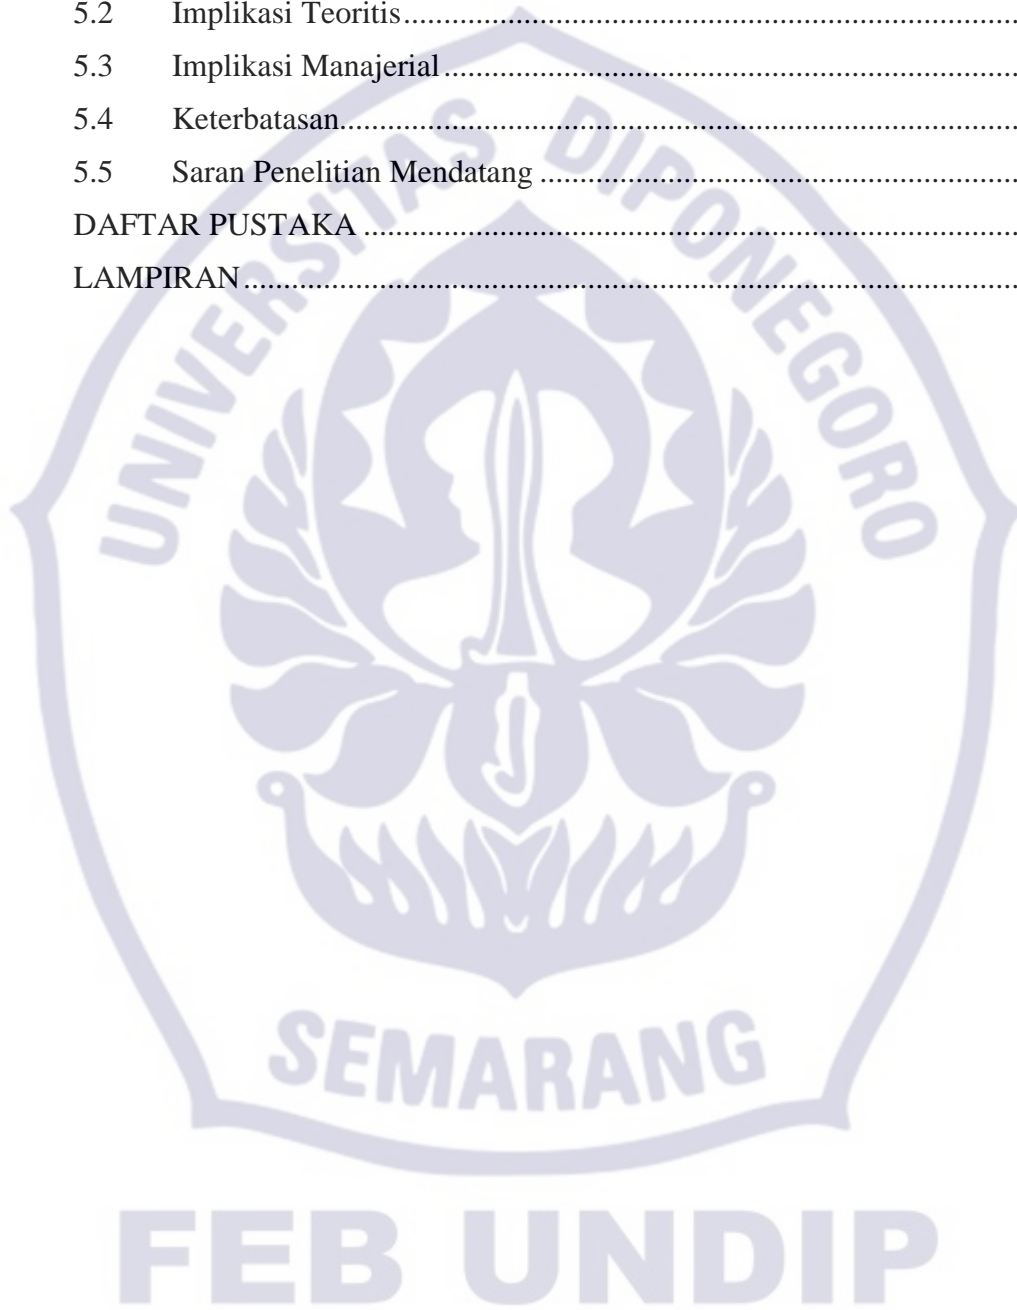 5.2 Implikasi Teoritis........................................................................
5.3 Implikasi Manajerial...................................................................
5.4 Keterbatasan................................................................................
5.5 Saran Penelitian Mendatang .......................................................
DAFTAR PUSTAKA ..............................................................................
LAMPIRAN.............................................................................................
UNIVERSITAS DIPONEGORO
SEMARANG
FEB UNDIP